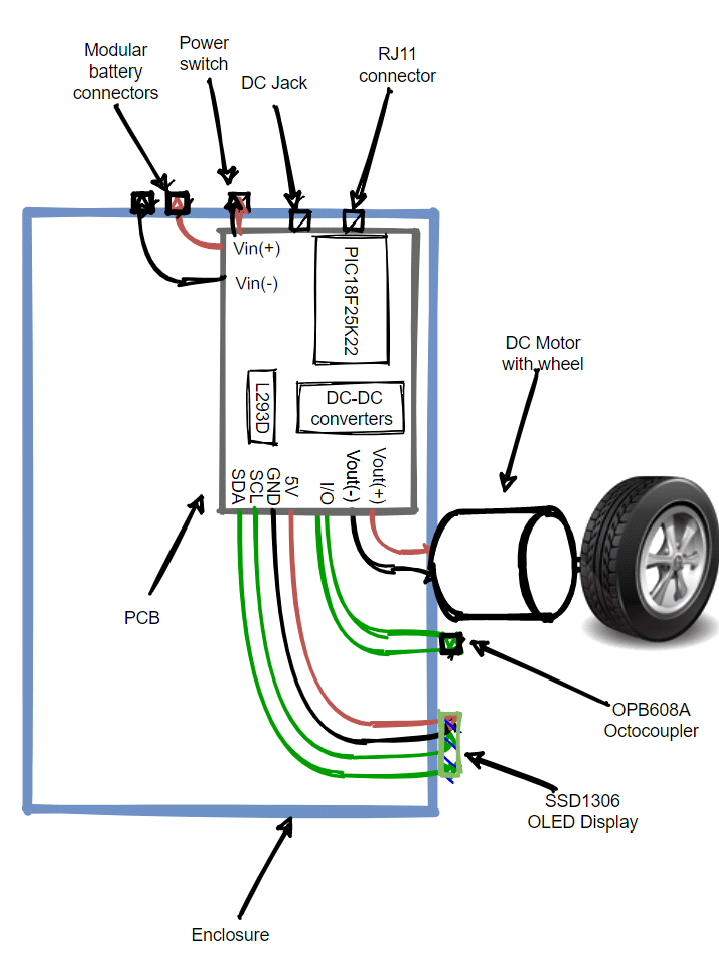 Modular
battery
connectors
Power
switch
DC Jack
RJ11
connector
Vin(+)
Vin(-)
PIC18F25K22
L293D
DC-DC
converters
SDA
SCL
GND
5V
I/O
Vout(-)
Vout(+)
DC Motor
with wheel
PCB
OPB608A
Octocoupler
SSD1306
OLED Display
Enclosure